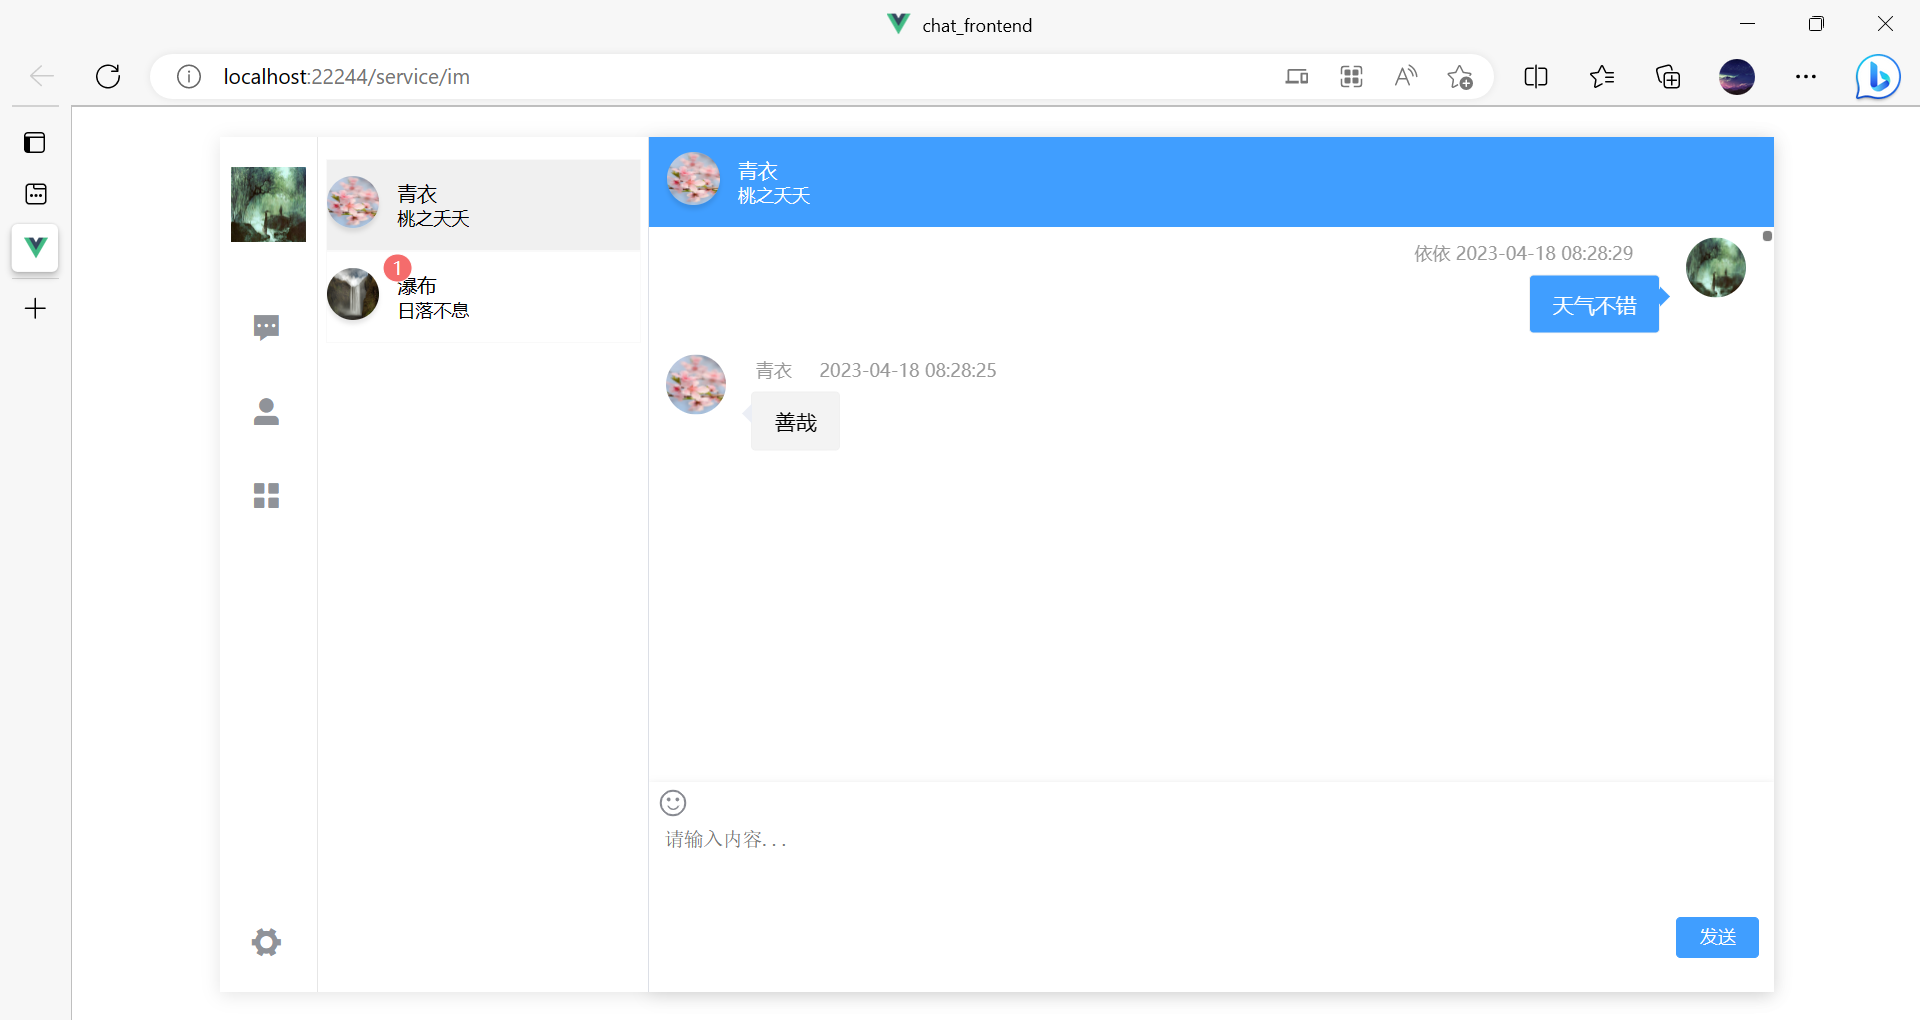 chat_frontend
localhost:22244/service/im
青衣
桃之夭夭
1
瀑布
日落不息
青衣
桃之夭夭
依依 2023-04-18 08:28:29
天气不错
青衣 2023-04-18 08:28:25
善哉
请输入内容...
发送